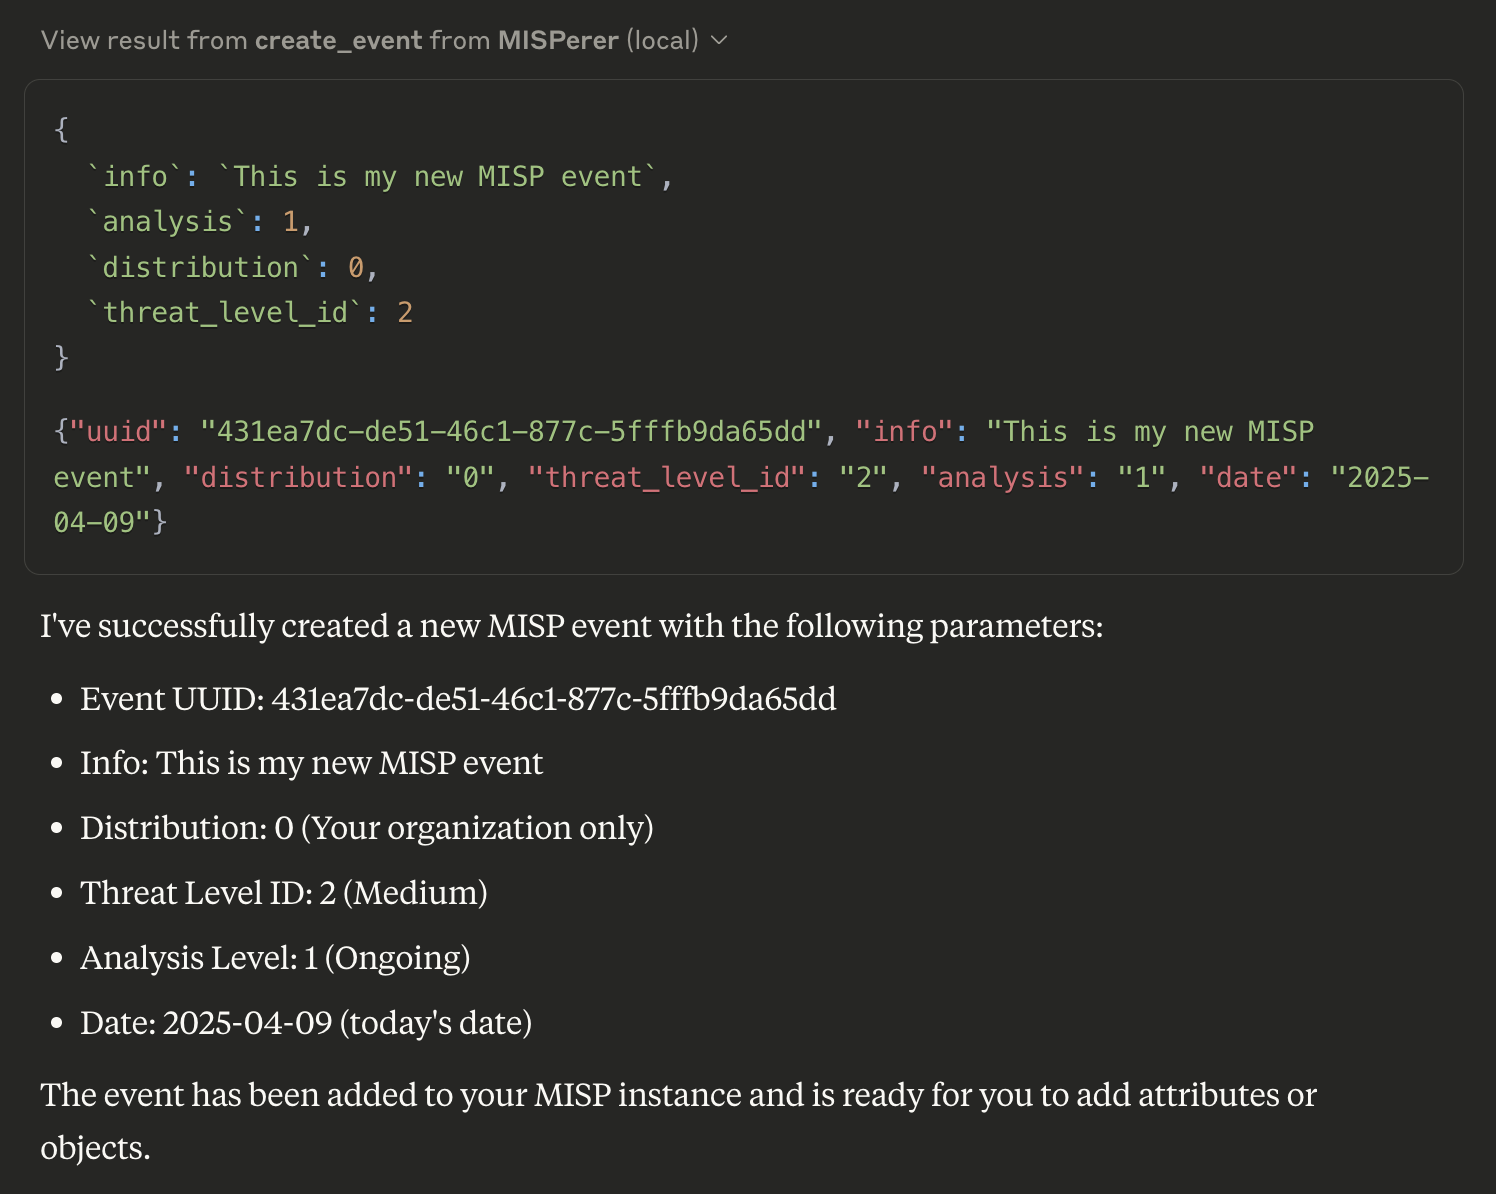 View result from create_event from MISPerer (local)
{
`info`: `This is my new MISP event`,
`analysis`: 1,
`distribution`: 0,
`threat_level_id`: 2
}
{"uuid": "431ea7dc-de51-46c1-877c-5fffb9da65dd", "info": "This is my new MISP
event", "distribution": "0", "threat_level_id": "2", "analysis": "1", "date": "2025-
04-09"}
I've successfully created a new MISP event with the following parameters:
• Event UUID: 431ea7dc-de51-46c1-877c-5fffb9da65dd
• Info: This is my new MISP event
• Distribution: 0 (Your organization only)
• Threat Level ID: 2 (Medium)
• Analysis Level: 1 (Ongoing)
• Date: 2025-04-09 (today's date)
The event has been added to your MISP instance and is ready for you to add attributes or
objects.